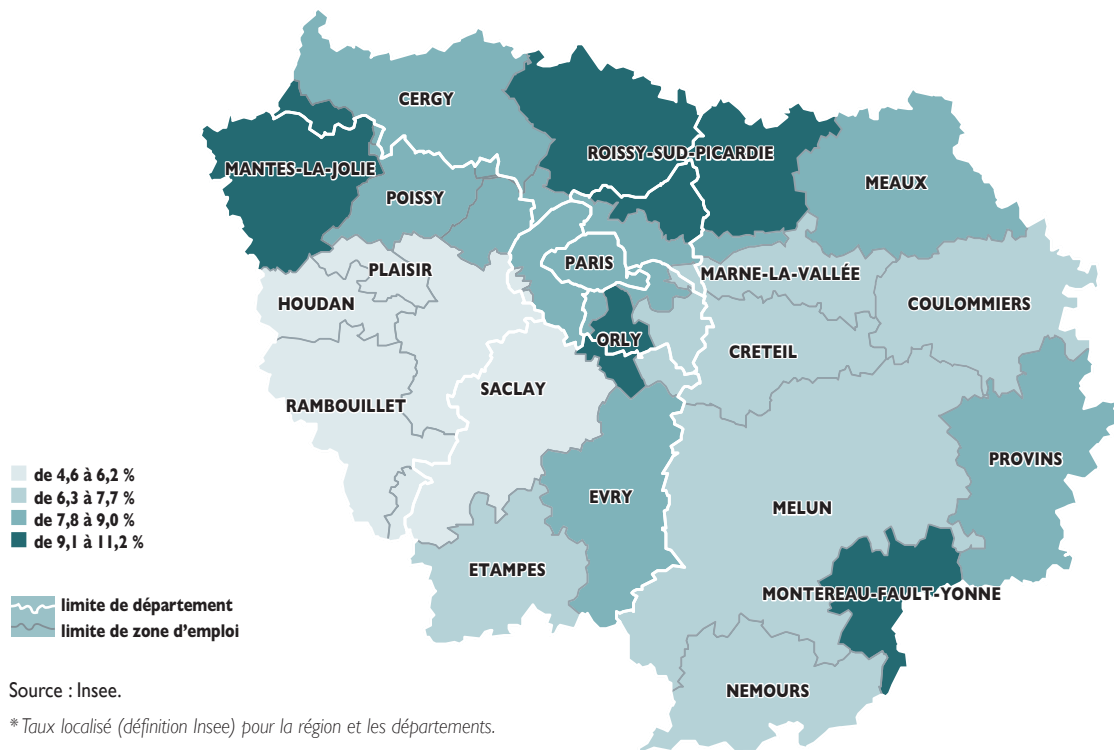 CERGY
MANTES-LA-JOLIE
ROISSY-SUD-PICARDIE
POISSY
MEAUX
PARIS
PLAISIR
MARNE-LA-VALLÉE
HOUDAN
COULOMMIERS
ORLY
CRETEIL
SACLAY
RAMBOUILLET
PROVINS
EVRY
MELUN
ETAMPES
MONTEREAU-FAULT-YONNE
NEMOURS
de 4,6 à 6,2 %
de 6,3 à 7,7 %
de 7,8 à 9,0 %
de 9,1 à 11,2 %
limite de département
limite de zone d'emploi
Source : Insee.
* Taux localisé (définition Insee) pour la région et les départements.